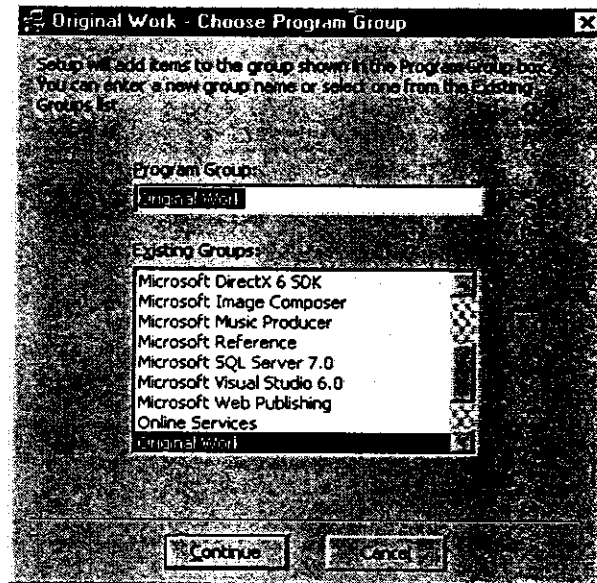 Original Work - Choose Program Group
Setup will add items to the group shown in the Program Group box.
You can enter a new group name or select one from the Existing
Groups list.
Program Group:
Original Work
Existing Groups:
Microsoft DirectX 6 SDK
Microsoft Image Composer
Microsoft Music Producer
Microsoft Reference
Microsoft SQL Server 7.0
Microsoft Visual Studio 6.0
Microsoft Web Publishing
Online Services
Original Work
Continue
Cancel